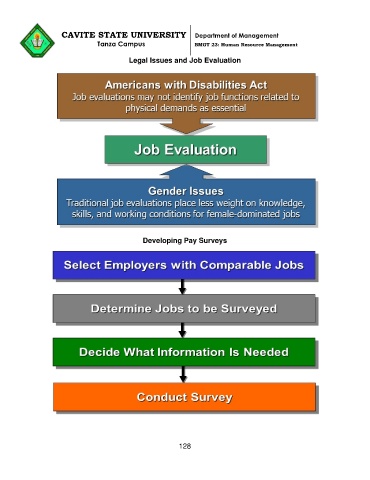 CAVITE STATE UNIVERSITY
Tanza Campus
Department of Management
BMGT 23: Human Resource Management
Legal Issues and Job Evaluation
Americans with Disabilities Act
Job evaluations may not identify job functions related to
physical demands as essential
Job Evaluation
Gender Issues
Traditional job evaluations place less weight on knowledge,
skills, and working conditions for female-dominated jobs
Developing Pay Surveys
Select Employers with Comparable Jobs
Determine Jobs to be Surveyed
Decide What Information Is Needed
Conduct Survey
128